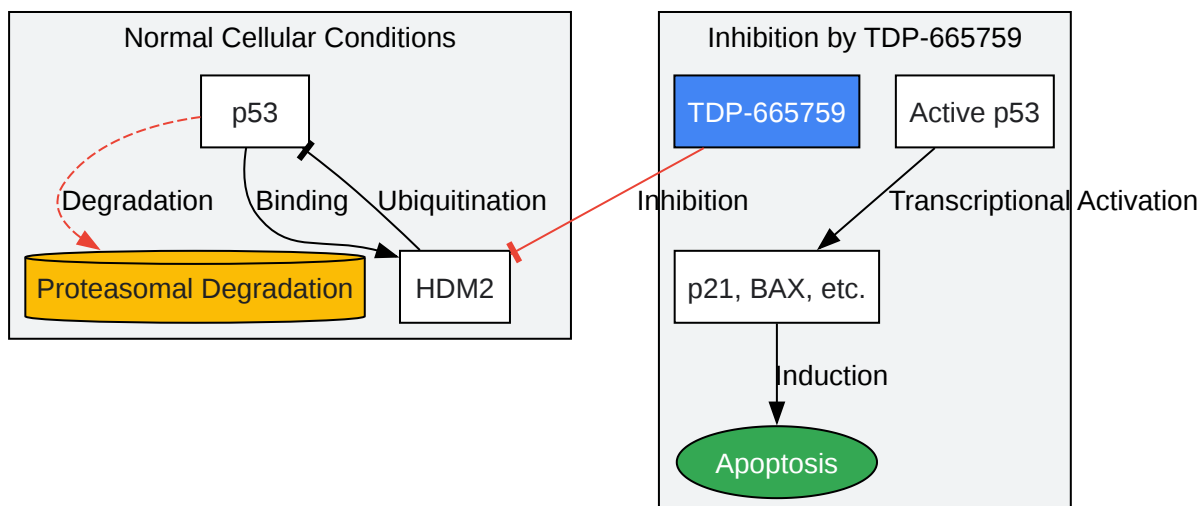 Normal Cellular Conditions
p53
Degradation
Binding
Ubiquitination
Proteasomal Degradation
HDM2
Inhibition by TDP-665759
TDP-665759
Active p53
Inhibition
Transcriptional Activation
p21, BAX, etc.
Induction
Apoptosis